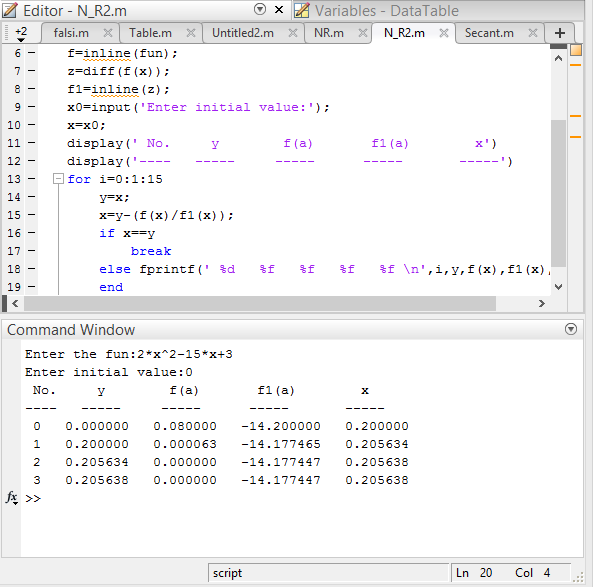 Editor - N_R2.m
Variables - DataTable
+2 falsi.m Table.m Untitled2.m NR.m N_R2.m Secant.m +
6 - f=inline(fun);
7 - z=diff(f(x));
8 - f1=inline(z);
9 - x0=input('Enter initial value:');
10 - x=x0;
11 - display(' No. y f(a) f1(a) x')
12 - display('---- ----- ----- ----- -----')
13 - for i=0:1:15
14 - y=x;
15 - x=y-(f(x)/f1(x));
16 - if x==y
17 - break
18 - else fprintf(' %d %f %f %f %f \n',i,y,f(x),f1(x),
19 - end
Command Window
Enter the fun:2*x^2-15*x+3
Enter initial value:0
No. y f(a) f1(a) x
---- ----- ----- ----- -----
0 0.000000 0.080000 -14.200000 0.200000
1 0.200000 0.000063 -14.177465 0.205634
2 0.205634 0.000000 -14.177447 0.205638
3 0.205638 0.000000 -14.177447 0.205638
fx >>
script Ln 20 Col 4